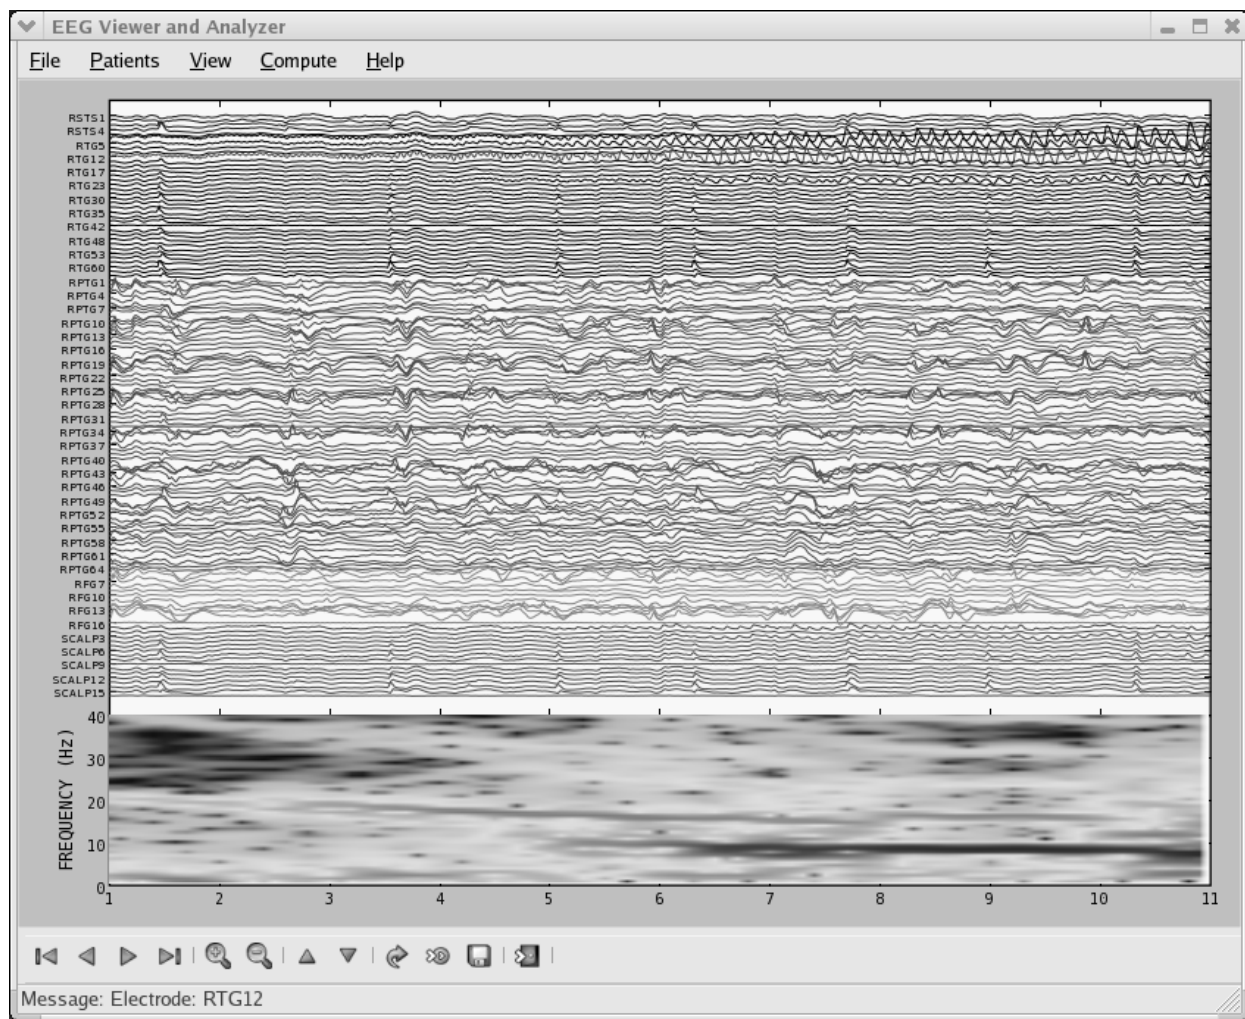 EEG Viewer and Analyzer
File Patients View Compute Help
RSTS1
RSTS4
RTG5
RTG12
RTG17
RTG23
RTG30
RTG35
RTG42
RTG48
RTG53
RTG60
RPTG1
RPTG4
RPTG7
RPTG10
RPTG13
RPTG16
RPTG19
RPTG22
RPTG25
RPTG28
RPTG31
RPTG34
RPTG37
RPTG40
RPTG43
RPTG46
RPTG49
RPTG52
RPTG55
RPTG58
RPTG61
RPTG64
RFG7
RFG10
RFG13
RFG16
SCALP3
SCALP6
SCALP9
SCALP12
SCALP15
FREQUENCY (Hz)
40
30
20
10
0
1 2 3 4 5 6 7 8 9 10 11
Message: Electrode: RTG12